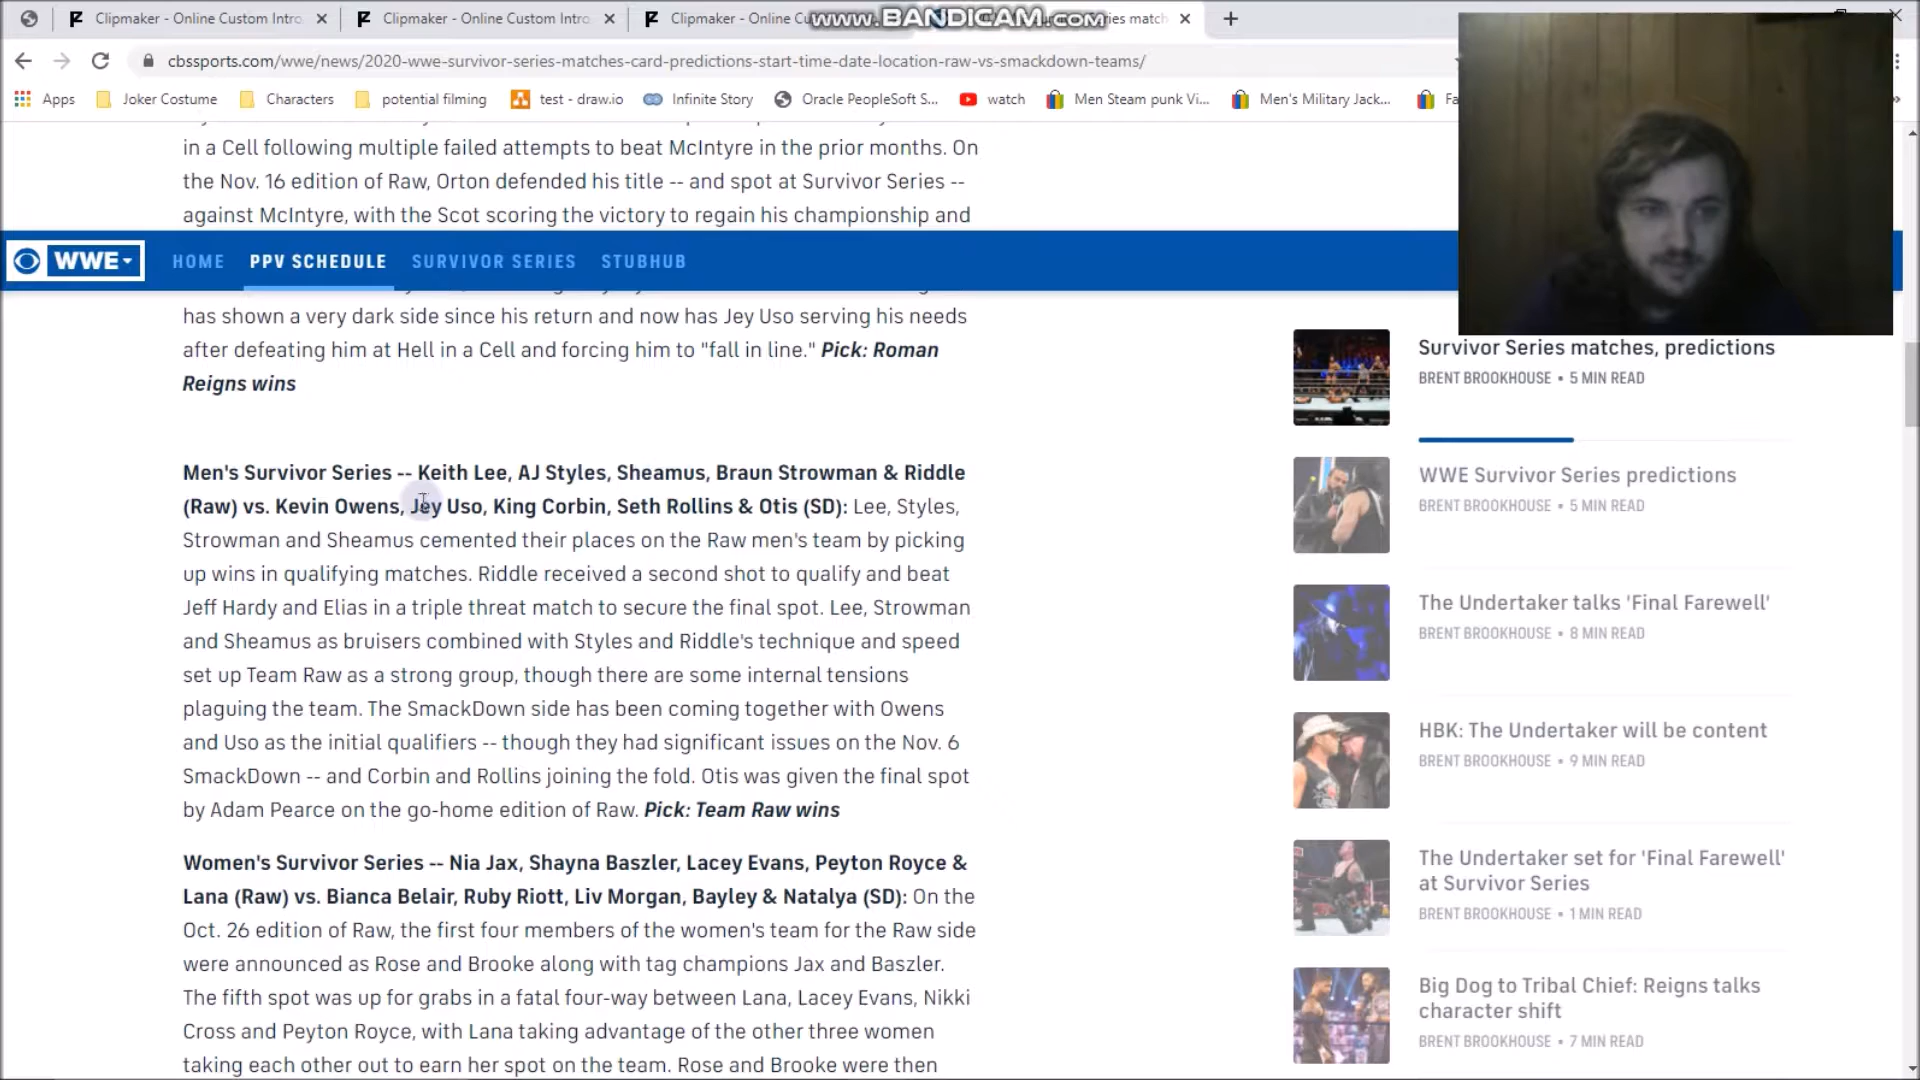 Clipmaker - Online Custom Intro
Clipmaker - Online Custom Intro
Clipmaker - Online Cu
www.BANDICAM.com
ries match
cbssports.com/wwe/news/2020-wwe-survivor-series-matches-card-predictions-start-time-date-location-raw-vs-smackdown-teams/
Apps
Joker Costume
Characters
potential filming
test - draw.io
Infinite Story
Oracle PeopleSoft S...
watch
Men Steam punk Vi...
Men's Military Jack...
Fa
in a Cell following multiple failed attempts to beat McIntyre in the prior months. On
the Nov. 16 edition of Raw, Orton defended his title -- and spot at Survivor Series --
against McIntyre, with the Scot scoring the victory to regain his championship and
WWE
HOME
PPV SCHEDULE
SURVIVOR SERIES
STUBHUB
has shown a very dark side since his return and now has Jey Uso serving his needs
after defeating him at Hell in a Cell and forcing him to "fall in line." Pick: Roman
Reigns wins
Men's Survivor Series -- Keith Lee, AJ Styles, Sheamus, Braun Strowman & Riddle
(Raw) vs. Kevin Owens, Jey Uso, King Corbin, Seth Rollins & Otis (SD): Lee, Styles,
Strowman and Sheamus cemented their places on the Raw men's team by picking
up wins in qualifying matches. Riddle received a second shot to qualify and beat
Jeff Hardy and Elias in a triple threat match to secure the final spot. Lee, Strowman
and Sheamus as bruisers combined with Styles and Riddle's technique and speed
set up Team Raw as a strong group, though there are some internal tensions
plaguing the team. The SmackDown side has been coming together with Owens
and Uso as the initial qualifiers -- though they had significant issues on the Nov. 6
SmackDown -- and Corbin and Rollins joining the fold. Otis was given the final spot
by Adam Pearce on the go-home edition of Raw. Pick: Team Raw wins
Women's Survivor Series -- Nia Jax, Shayna Baszler, Lacey Evans, Peyton Royce &
Lana (Raw) vs. Bianca Belair, Ruby Riott, Liv Morgan, Bayley & Natalya (SD): On the
Oct. 26 edition of Raw, the first four members of the women's team for the Raw side
were announced as Rose and Brooke along with tag champions Jax and Baszler.
The fifth spot was up for grabs in a fatal four-way between Lana, Lacey Evans, Nikki
Cross and Peyton Royce, with Lana taking advantage of the other three women
taking each other out to earn her spot on the team. Rose and Brooke were then
Survivor Series matches, predictions
BRENT BROOKHOUSE • 5 MIN READ
WWE Survivor Series predictions
BRENT BROOKHOUSE • 5 MIN READ
The Undertaker talks 'Final Farewell'
BRENT BROOKHOUSE • 8 MIN READ
HBK: The Undertaker will be content
BRENT BROOKHOUSE • 9 MIN READ
The Undertaker set for 'Final Farewell'
at Survivor Series
BRENT BROOKHOUSE • 1 MIN READ
Big Dog to Tribal Chief: Reigns talks
character shift
BRENT BROOKHOUSE • 7 MIN READ